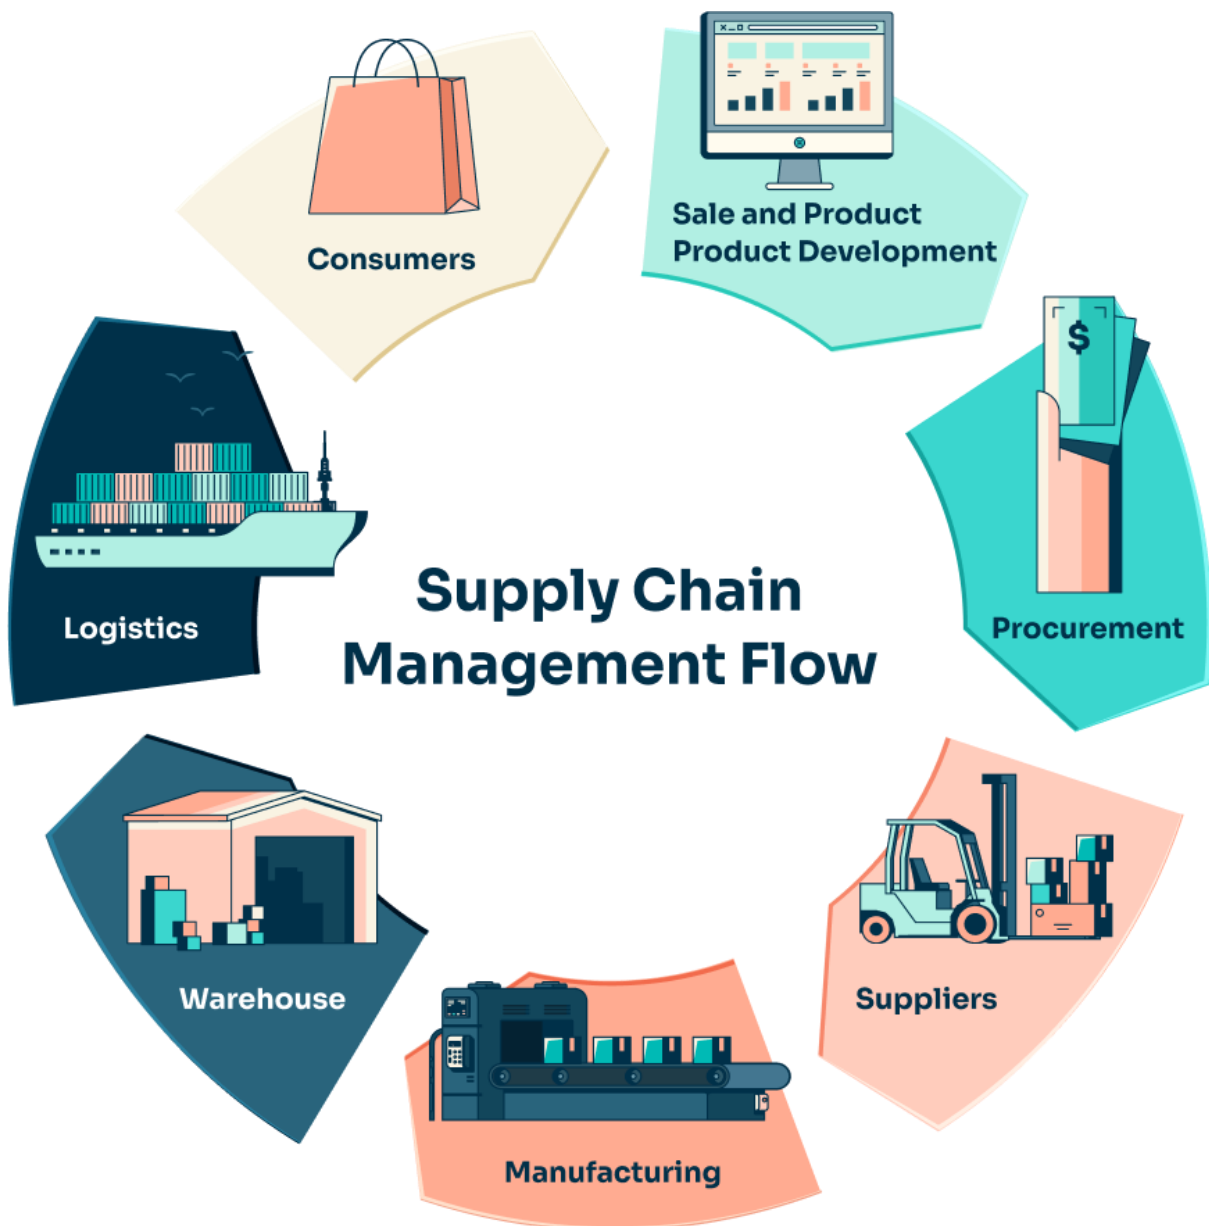 Consumers
Sale and Product
Product Development
$
Procurement
Logistics
Supply Chain
Management Flow
Warehouse
Suppliers
Manufacturing